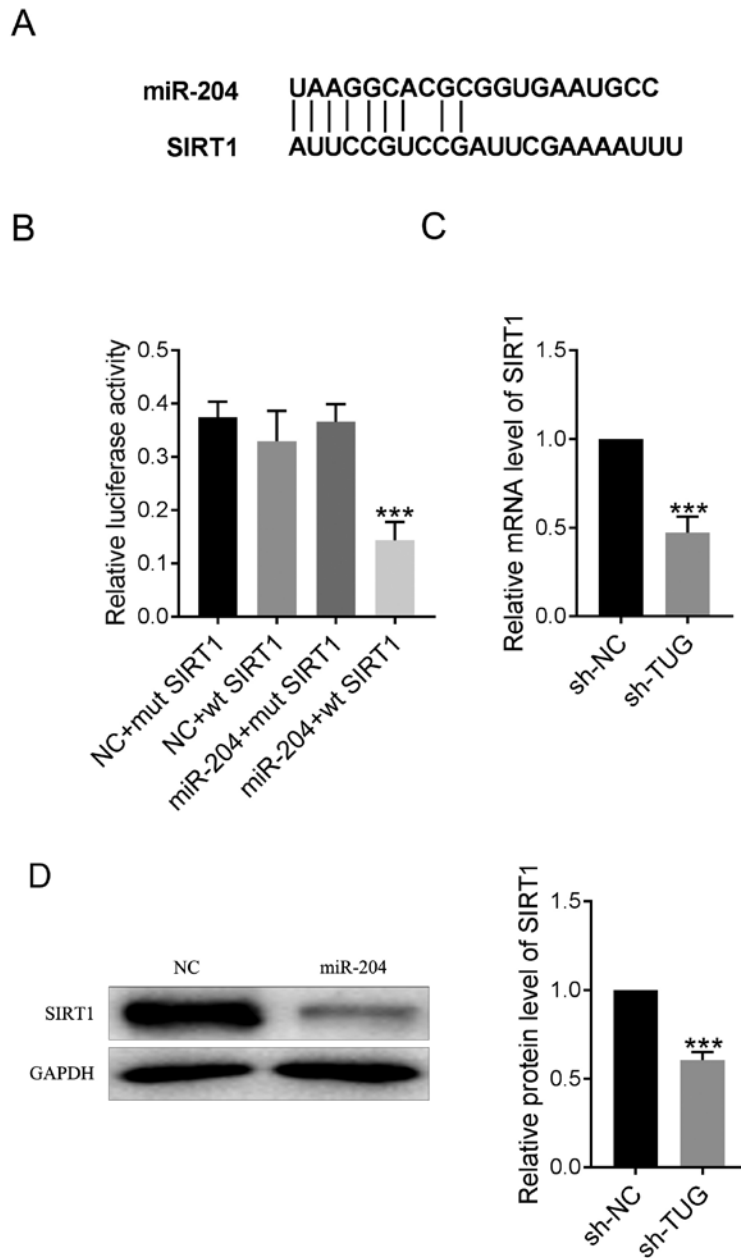 A
miR-204 UAAGGCACGCGGUGAAUGCC
SIRT1 AUUCCGUCCGAUUCGAAAAUUU
B
Relative luciferase activity
0.5
0.4
0.3
0.2
0.1
0.0
***
NC+mut SIRT1
NC+wt SIRT1
miR-204+mut SIRT1
miR-204+wt SIRT1
C
Relative mRNA level of SIRT1
1.5
1.0
0.5
0.0
***
sh-NC
sh-TUG
D
NC miR-204
SIRT1
GAPDH
Relative protein level of SIRT1
1.5
1.0
0.5
0.0
***
sh-NC
sh-TUG